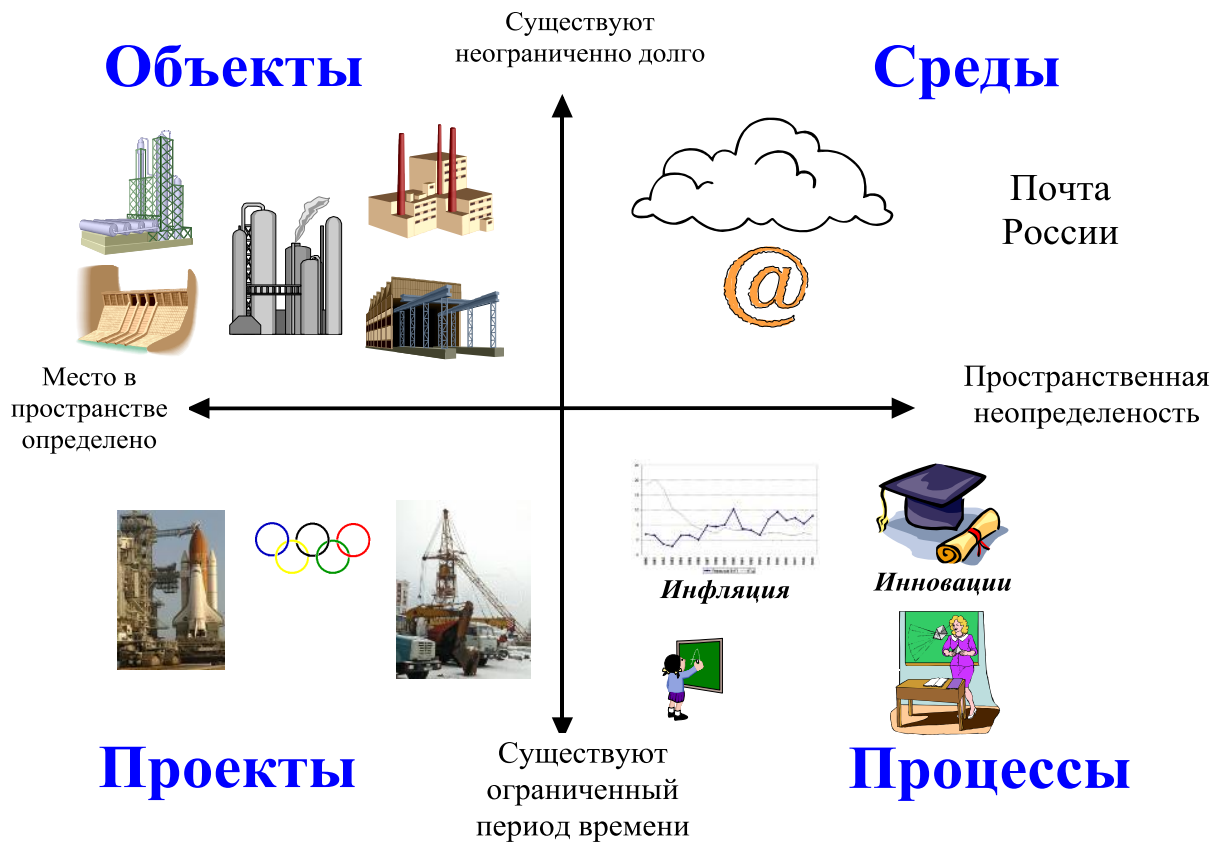 Существуют
неограниченно долго
Объекты
Среды
Почта
России
@
Место в
пространстве
определено
Пространственная
неопределеность
Инфляция
Инновации
Проекты
Существуют
ограниченный
период времени
Процессы